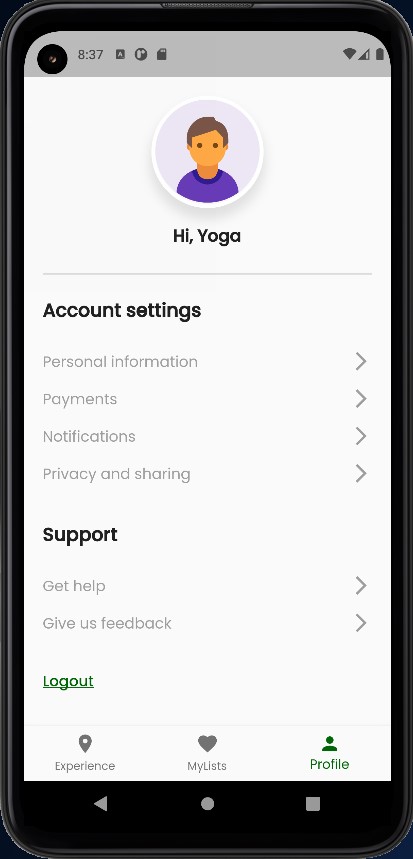 8:37
Hi, Yoga
Account settings
Personal information
Payments
Notifications
Privacy and sharing
Support
Get help
Give us feedback
Logout
Experience
MyLists
Profile